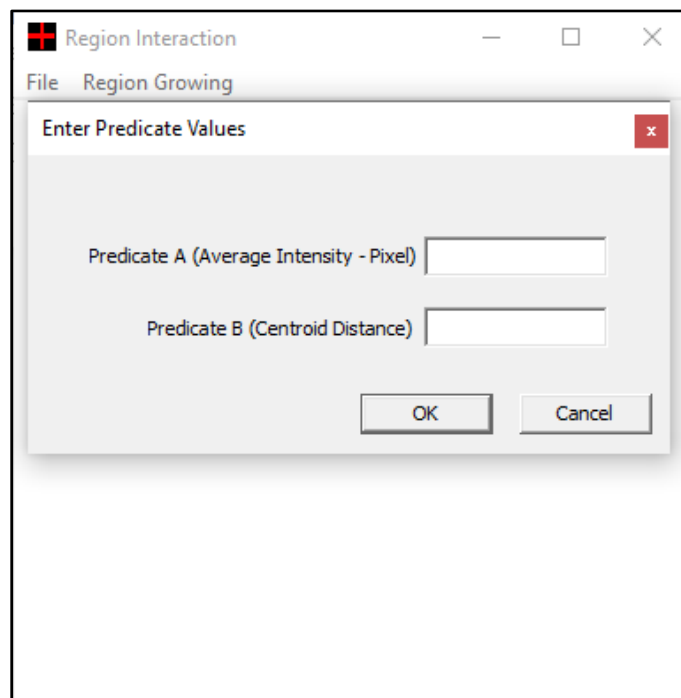 Region Interaction
File Region Growing
Enter Predicate Values
x
Predicate A (Average Intensity - Pixel)
Predicate B (Centroid Distance)
OK Cancel